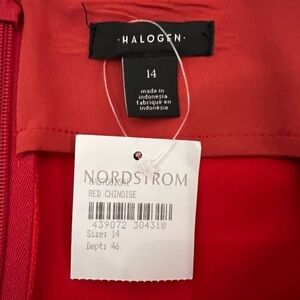 ·HALOGEN·
14
made in
indonesia
fabriqué en
indonésie
NORDSTROM
RED CHINOISE
439072 304318
Size: 14
Dept: 46